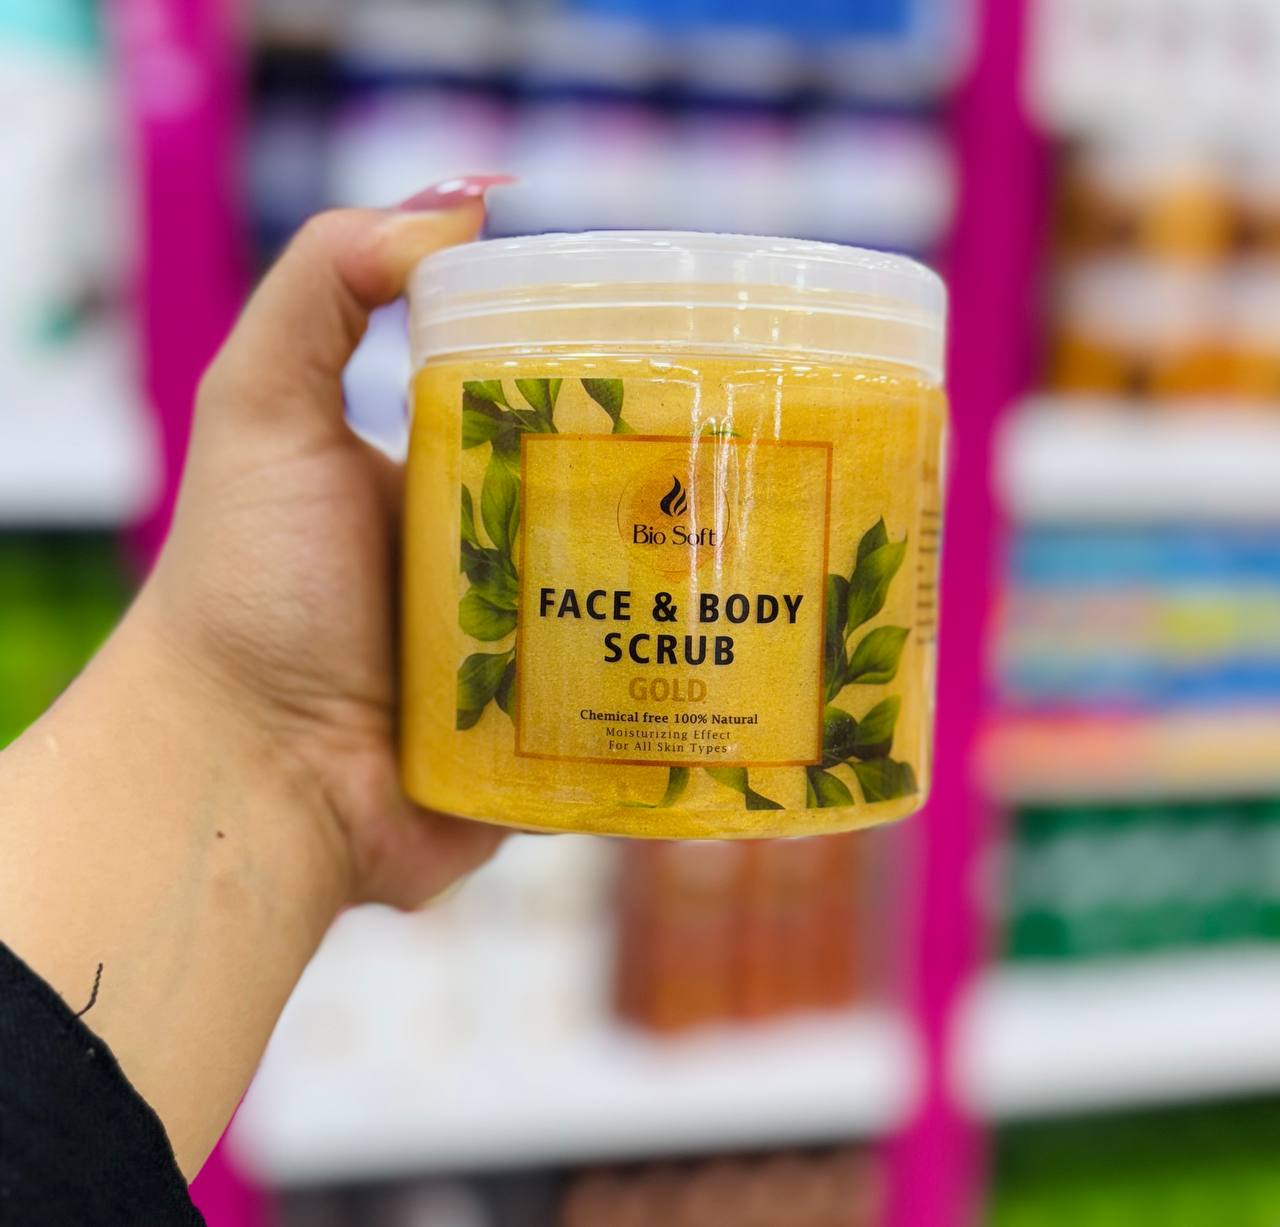 Bio Soft
FACE & BODY
SCRUB
GOLD
Chemical free 100% Natural
Moisturizing Effect
For All Skin Types